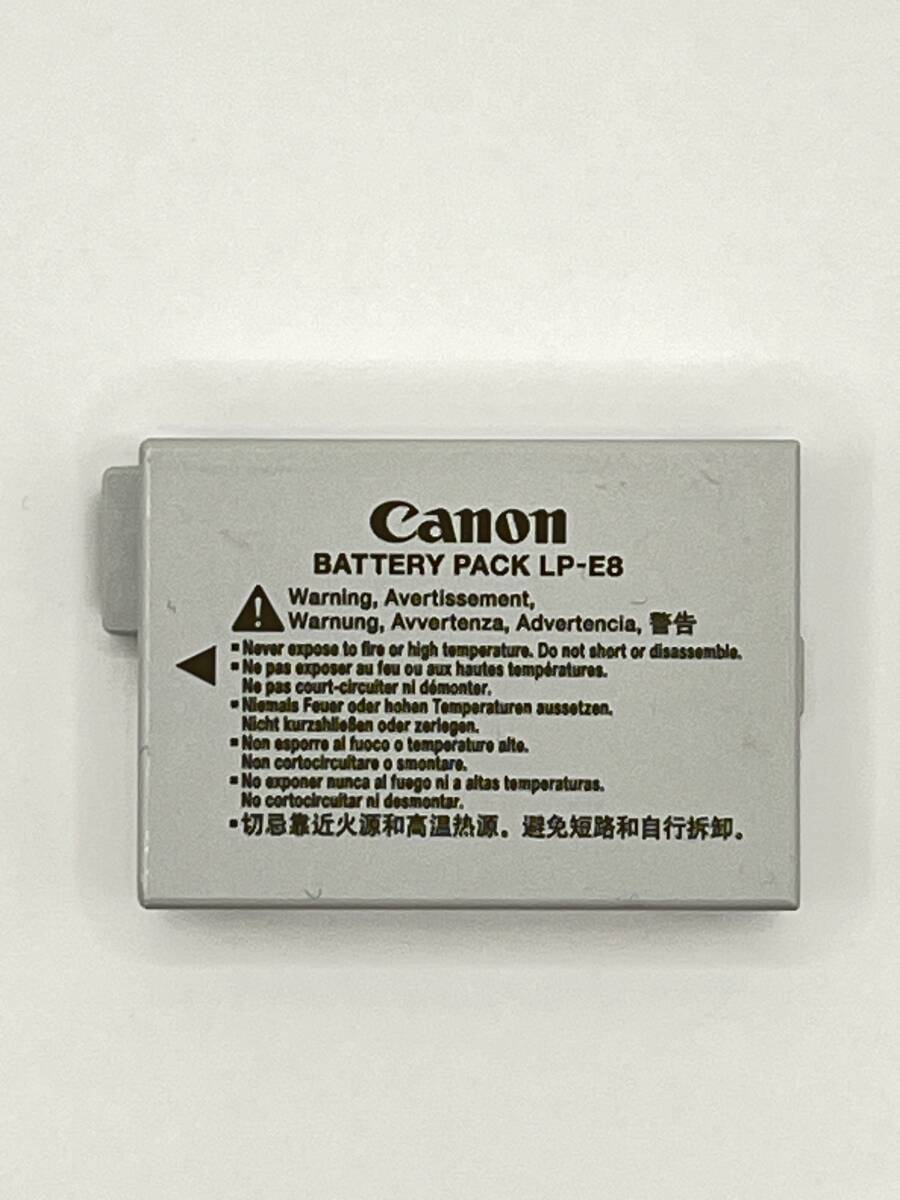 Canon
BATTERY PACK LP-E8
Warning, Avertissement,
Warnung, Avvertenza, Advertencia, 警告
▪Never expose to fire or high temperature. Do not short or disassemble.
▪Ne pas exposer au feu ou aux hautes températures.
Ne pas court-circuiter ni démonter.
▪Niemals Feuer oder hohen Temperaturen aussetzen.
Nicht kurzshließen oder zerlegen.
▪Non esporre al fuoco o temperature alte.
Non cortocircuitare o smontare.
▪No exponer nunca al fuego ni a altas temperaturas.
No cortocircuitar ni desmontar.
▪切忌靠近火源和高温热源。避免短路和自行拆卸。